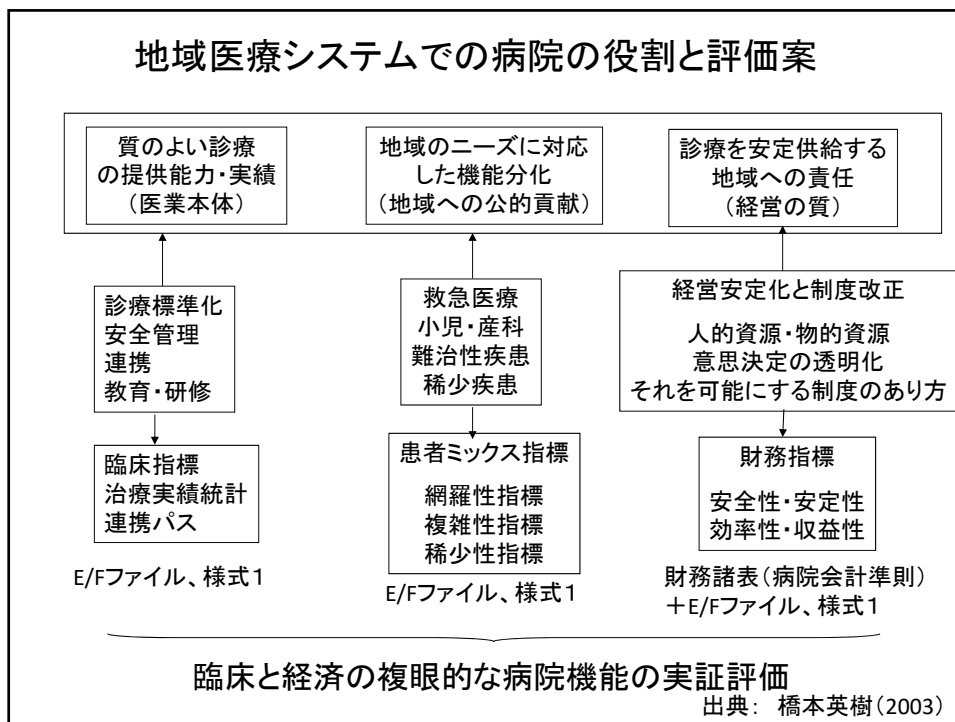 地域医療システムでの病院の役割と評価案
質のよい診療
の提供能力・実績
（医業本体）
地域のニーズに対応
した機能分化
（地域への公的貢献）
診療を安定供給する
地域への責任
（経営の質）
診療標準化
安全管理
連携
教育・研修
救急医療
小児・産科
難治性疾患
稀少疾患
経営安定化と制度改正
人的資源・物的資源
意思決定の透明化
それを可能にする制度のあり方
臨床指標
治療実績統計
連携パス
患者ミックス指標
網羅性指標
複雑性指標
稀少性指標
財務指標
安全性・安定性
効率性・収益性
E/Fファイル、様式１
E/Fファイル、様式１
財務諸表（病院会計準則）
＋E/Fファイル、様式１
臨床と経済の複眼的な病院機能の実証評価
出典： 橋本英樹（2003）